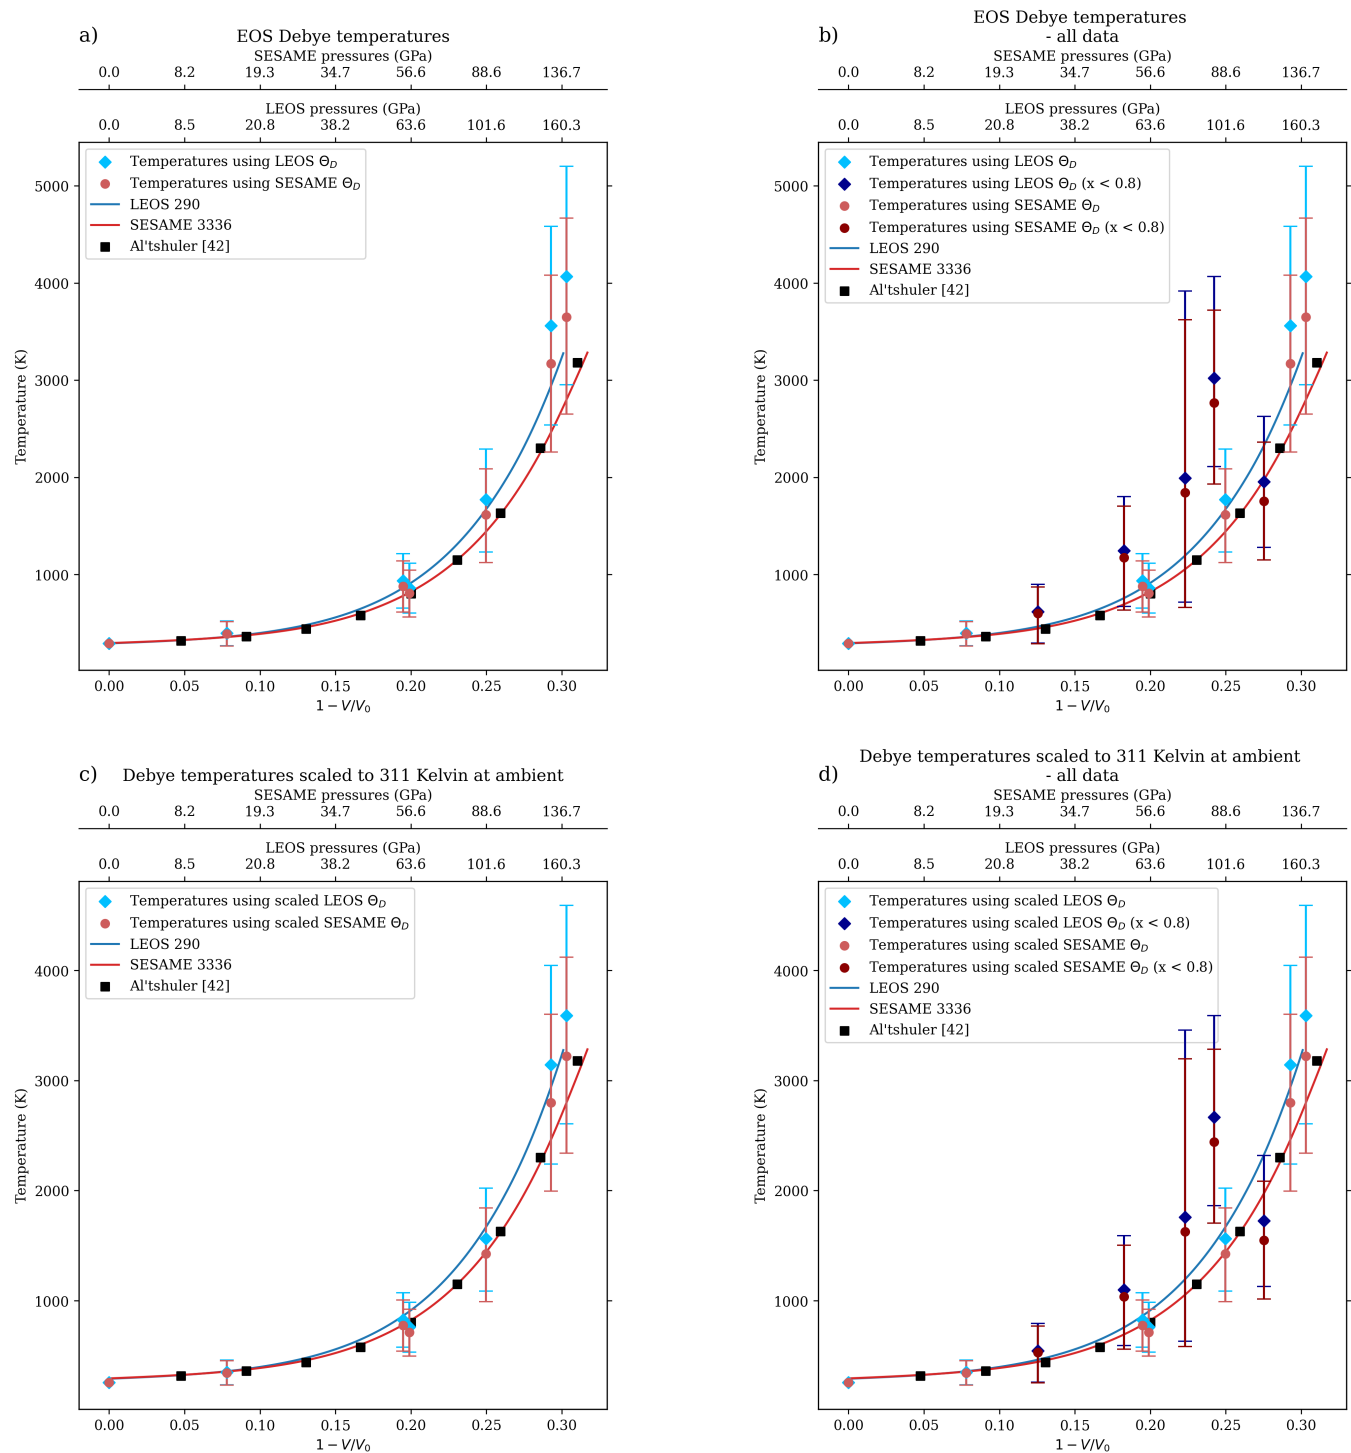 a)
EOS Debye temperatures
SESAME pressures (GPa)
0.0 8.2 19.3 34.7 56.6 88.6 136.7
LEOS pressures (GPa)
0.0 8.5 20.8 38.2 63.6 101.6 160.3
Temperatures using LEOS Θ_D
Temperatures using SESAME Θ_D
LEOS 290
SESAME 3336
Al'tshuler [42]
Temperature (K)
5000
4000
3000
2000
1000
0.00 0.05 0.10 0.15 0.20 0.25 0.30
1 − V/V₀
b)
EOS Debye temperatures
- all data
SESAME pressures (GPa)
0.0 8.2 19.3 34.7 56.6 88.6 136.7
LEOS pressures (GPa)
0.0 8.5 20.8 38.2 63.6 101.6 160.3
Temperatures using LEOS Θ_D
Temperatures using LEOS Θ_D (x < 0.8)
Temperatures using SESAME Θ_D
Temperatures using SESAME Θ_D (x < 0.8)
LEOS 290
SESAME 3336
Al'tshuler [42]
Temperature (K)
5000
4000
3000
2000
1000
0.00 0.05 0.10 0.15 0.20 0.25 0.30
1 − V/V₀
c)
Debye temperatures scaled to 311 Kelvin at ambient
SESAME pressures (GPa)
0.0 8.2 19.3 34.7 56.6 88.6 136.7
LEOS pressures (GPa)
0.0 8.5 20.8 38.2 63.6 101.6 160.3
Temperatures using scaled LEOS Θ_D
Temperatures using scaled SESAME Θ_D
LEOS 290
SESAME 3336
Al'tshuler [42]
Temperature (K)
4000
3000
2000
1000
0.00 0.05 0.10 0.15 0.20 0.25 0.30
1 − V/V₀
d)
Debye temperatures scaled to 311 Kelvin at ambient
- all data
SESAME pressures (GPa)
0.0 8.2 19.3 34.7 56.6 88.6 136.7
LEOS pressures (GPa)
0.0 8.5 20.8 38.2 63.6 101.6 160.3
Temperatures using scaled LEOS Θ_D
Temperatures using scaled LEOS Θ_D (x < 0.8)
Temperatures using scaled SESAME Θ_D
Temperatures using scaled SESAME Θ_D (x < 0.8)
LEOS 290
SESAME 3336
Al'tshuler [42]
Temperature (K)
4000
3000
2000
1000
0.00 0.05 0.10 0.15 0.20 0.25 0.30
1 − V/V₀